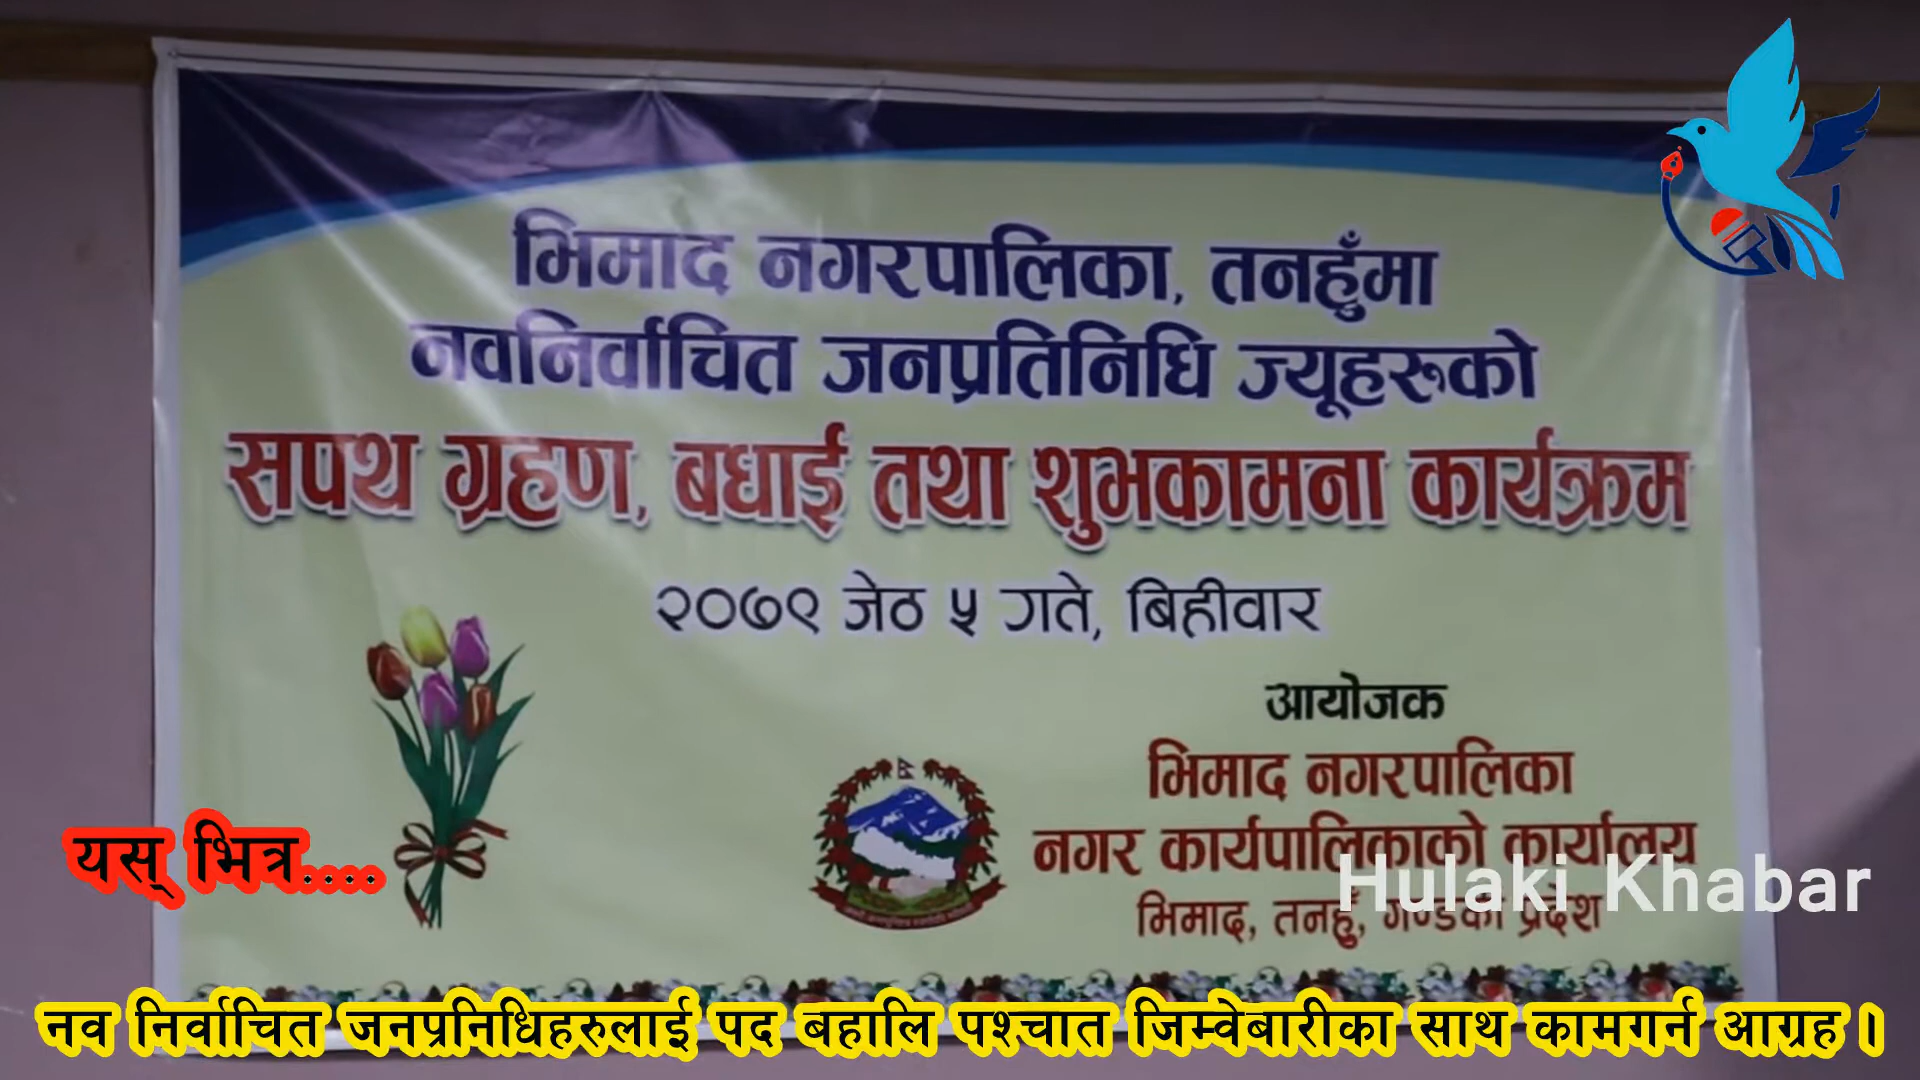 भिमाद नगरपालिका, तनहुँमा
नवनिर्वाचित जनप्रतिनिधि ज्यूहरूको
सपथ ग्रहण, बधाई तथा शुभकामना कार्यक्रम
२०७९ जेठ ५ गते, बिहीवार
आयोजक
भिमाद नगरपालिका
नगर कार्यपालिकाको कार्यालय
भिमाद, तनहुँ, गण्डकी प्रदेश
Hulaki Khabar
यस् भित्र....
नव निर्वाचित जनप्रनिधिहरुलाई पद बहालि पश्चात जिम्वेबारीका साथ कामगर्न आग्रह ।